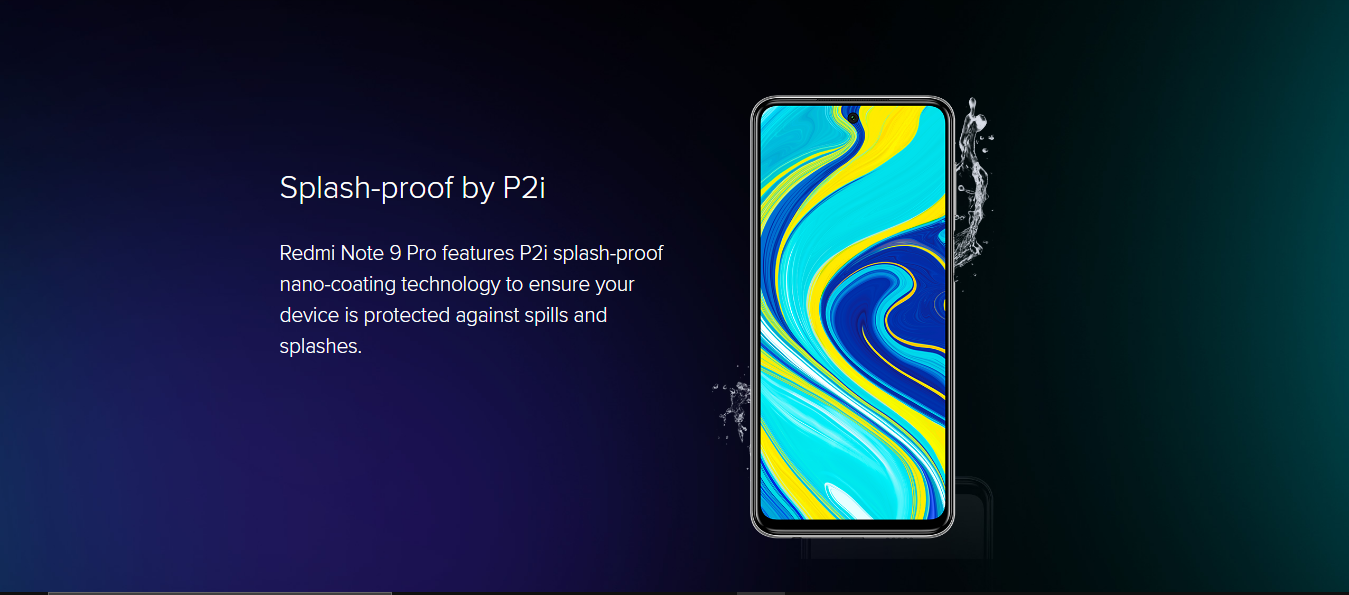 Splash-proof by P2i
Redmi Note 9 Pro features P2i splash-proof
nano-coating technology to ensure your
device is protected against spills and
splashes.